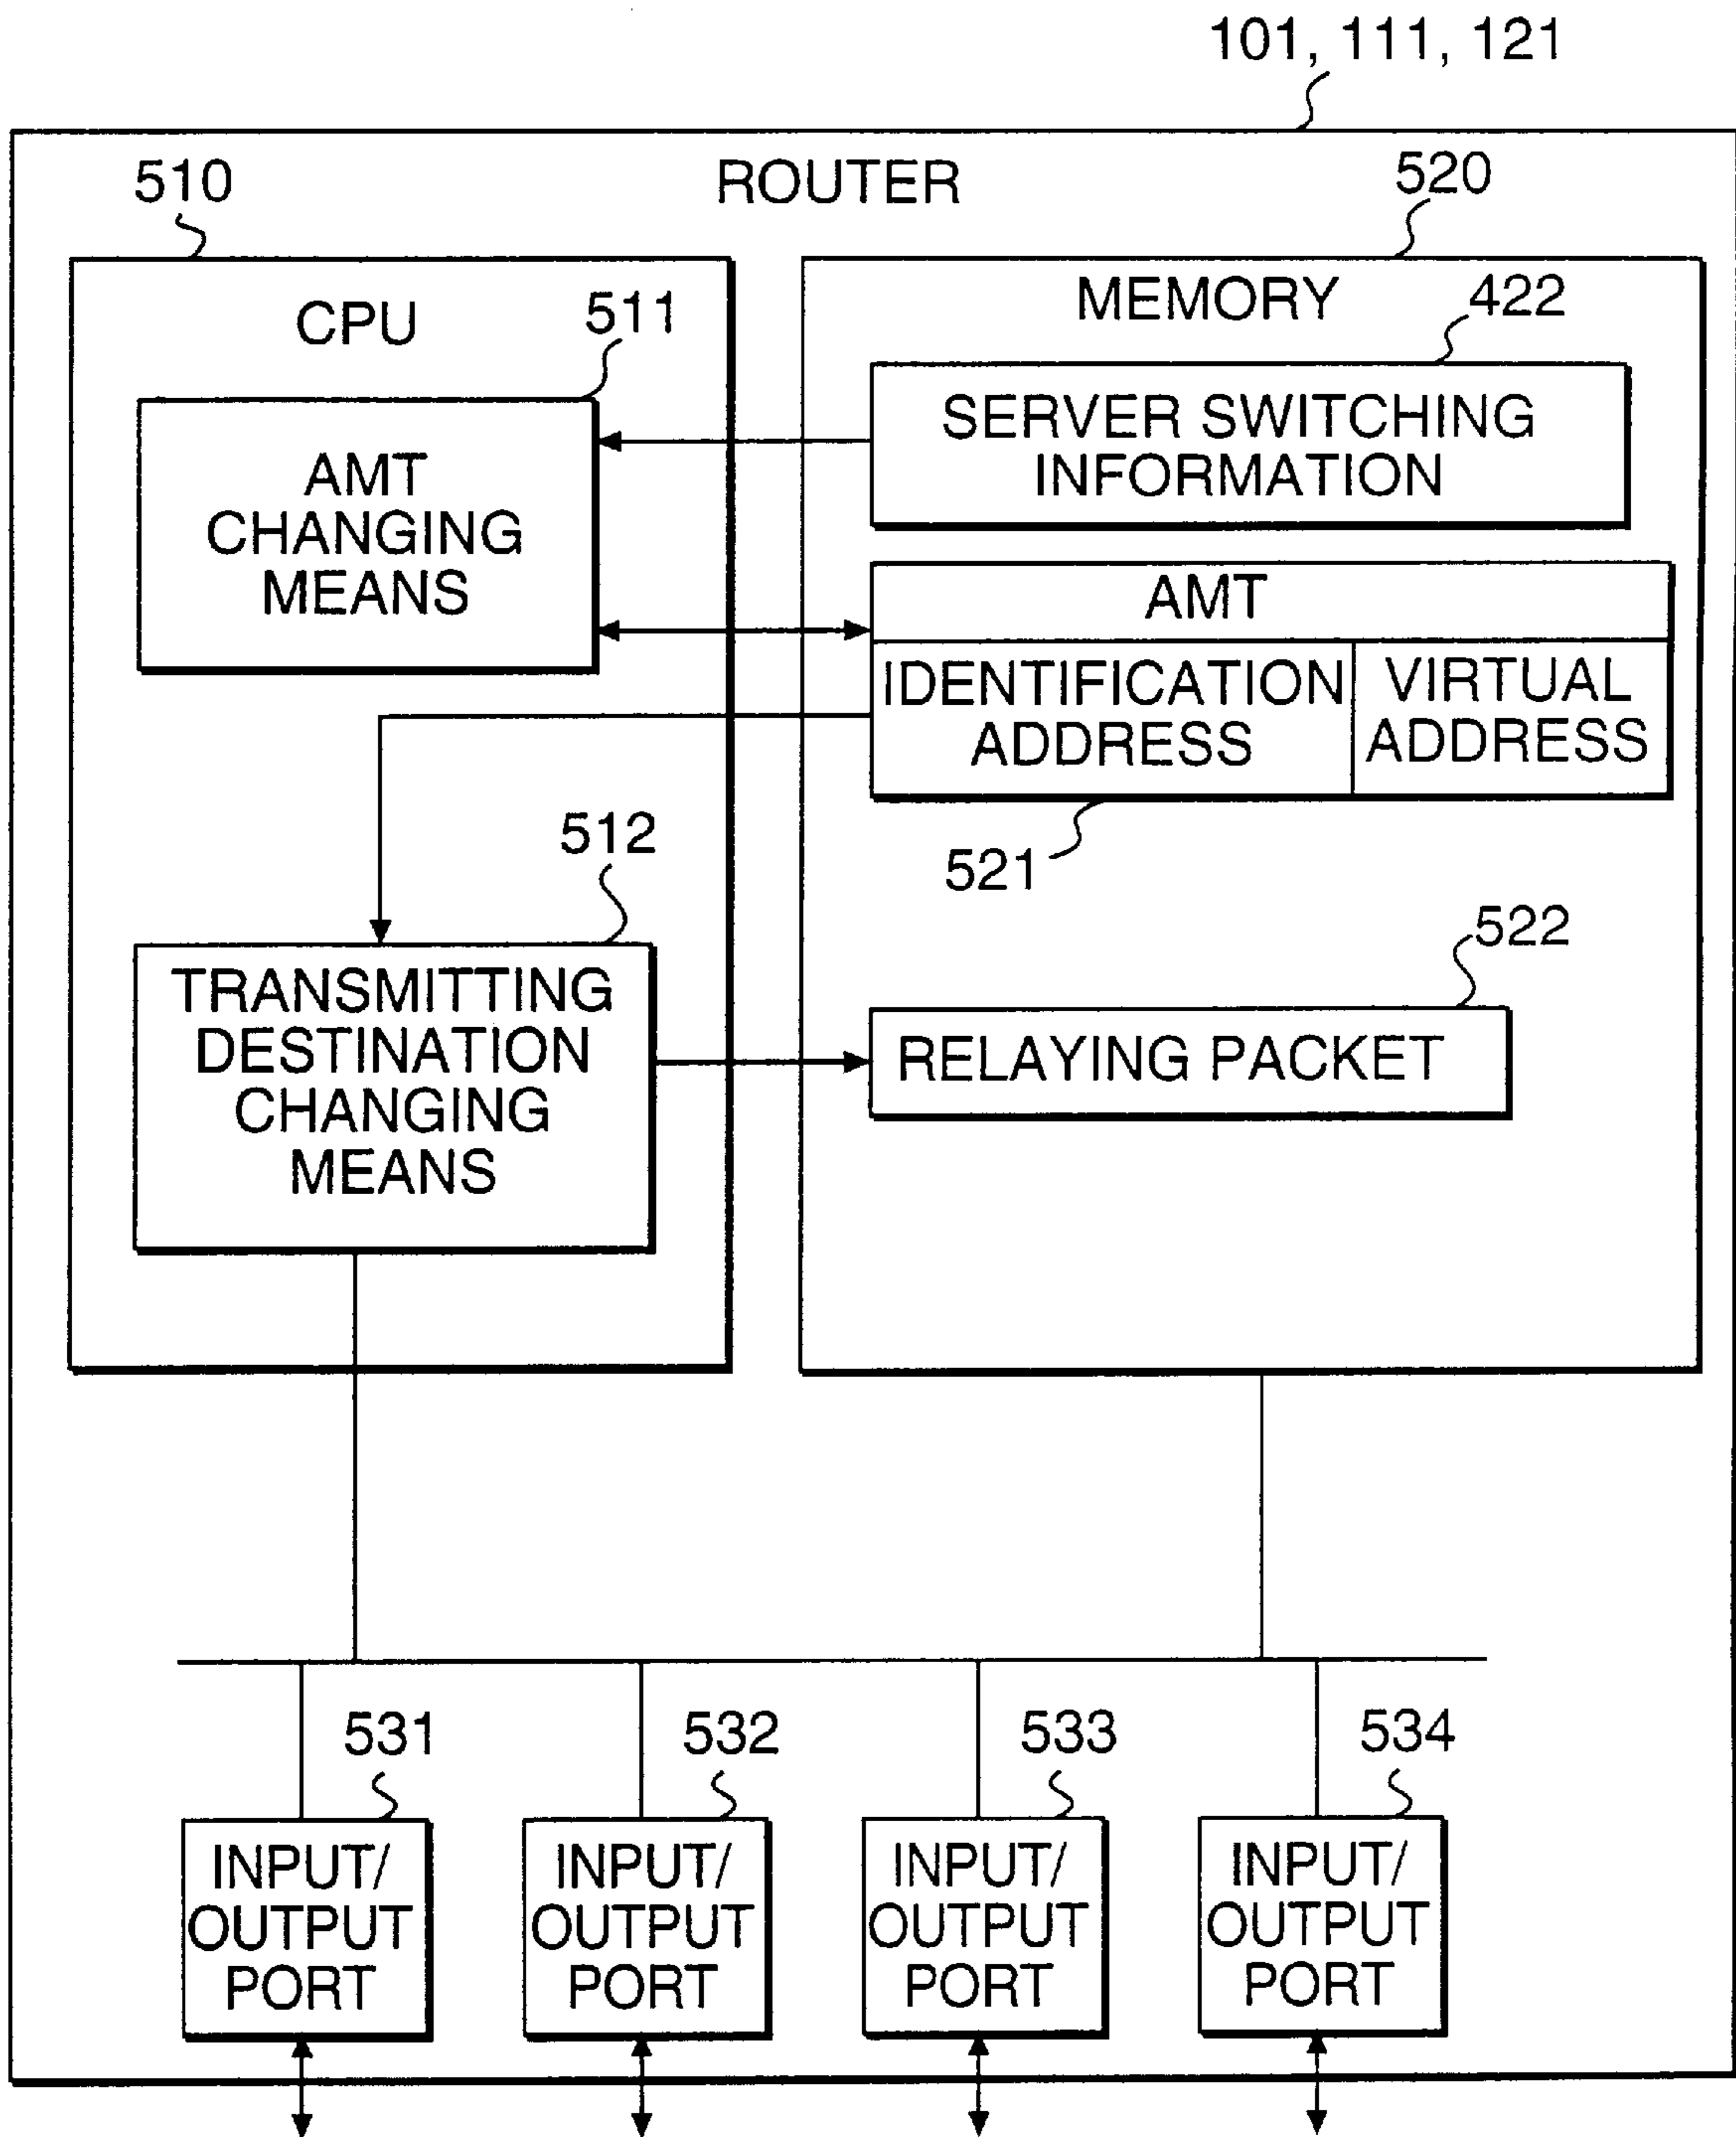 101, 111, 121
ROUTER
510
520
CPU
511
MEMORY
422
AMT
CHANGING
MEANS
SERVER SWITCHING
INFORMATION
AMT
IDENTIFICATION
ADDRESS
VIRTUAL
ADDRESS
521
512
TRANSMITTING
DESTINATION
CHANGING
MEANS
522
RELAYING PACKET
531
532
533
534
INPUT/
OUTPUT
PORT
INPUT/
OUTPUT
PORT
INPUT/
OUTPUT
PORT
INPUT/
OUTPUT
PORT